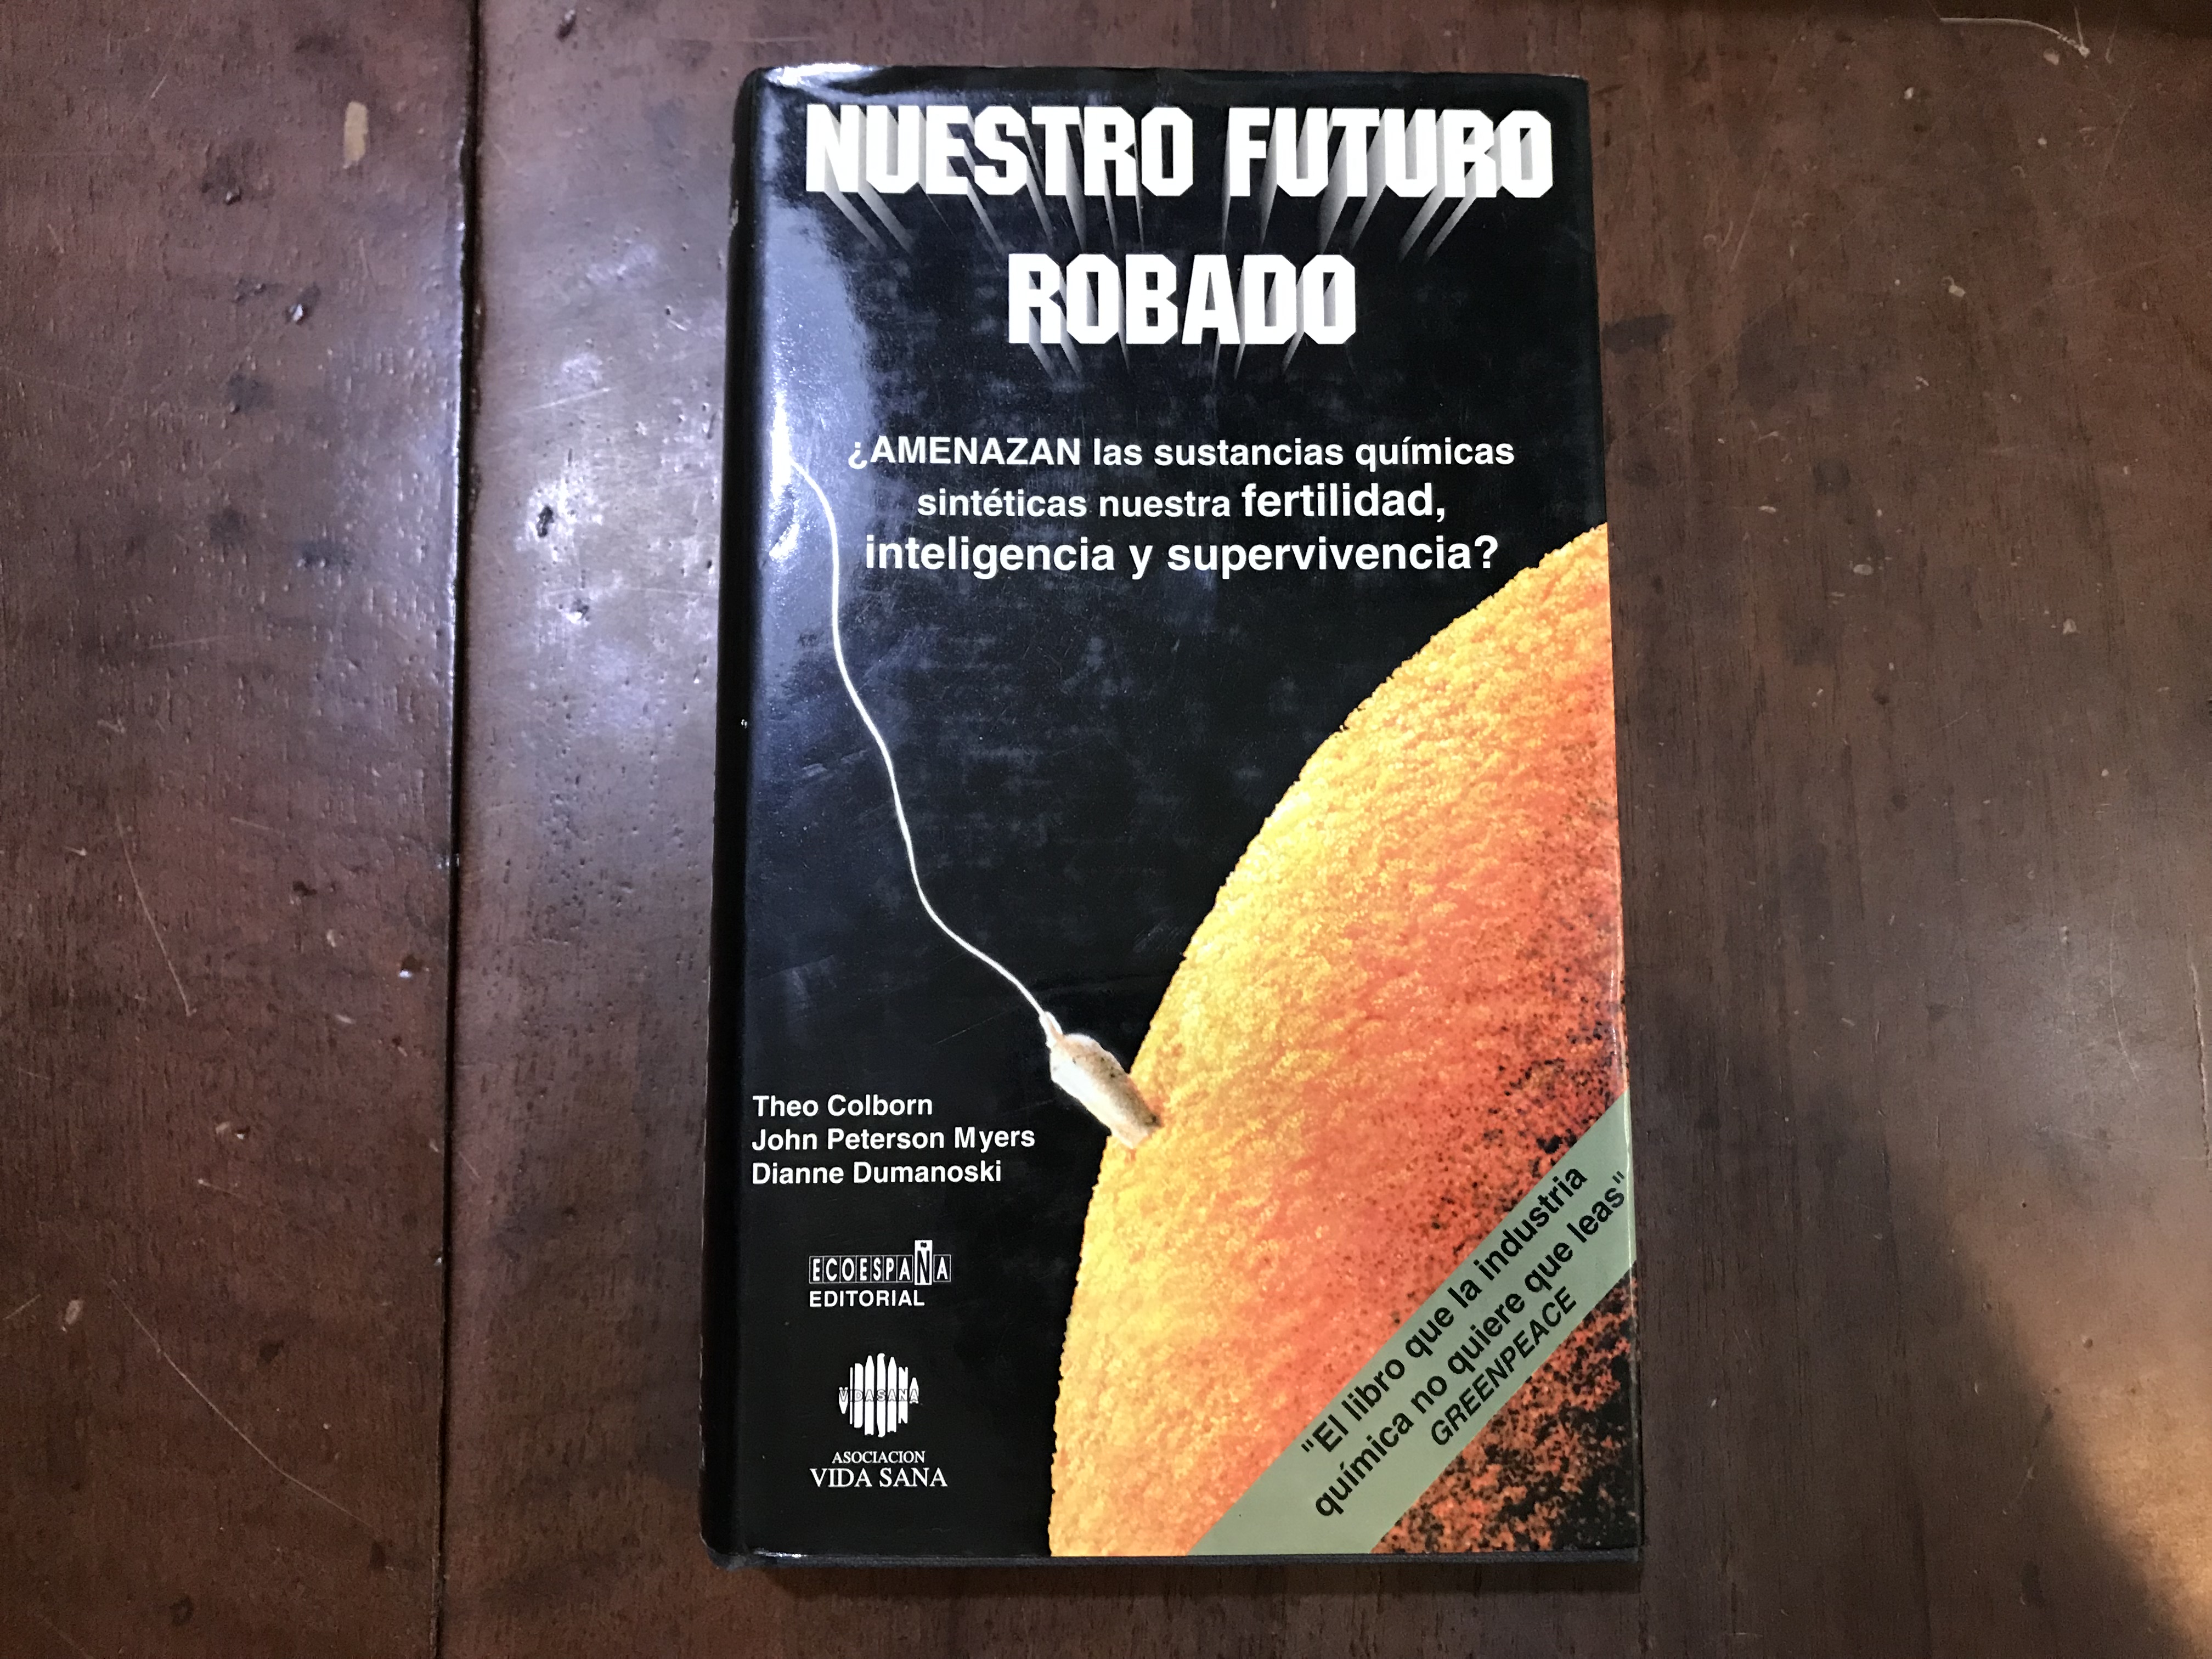 NUESTRO FUTURO
ROBADO
¿AMENAZAN las sustancias químicas
sintéticas nuestra fertilidad,
inteligencia y supervivencia?
Theo Colborn
John Peterson Myers
Dianne Dumanoski
ECOESPAÑA
EDITORIAL
VIDASANA
ASOCIACION
VIDA SANA
"El libro que la industria
química no quiere que leas"
GREENPEACE